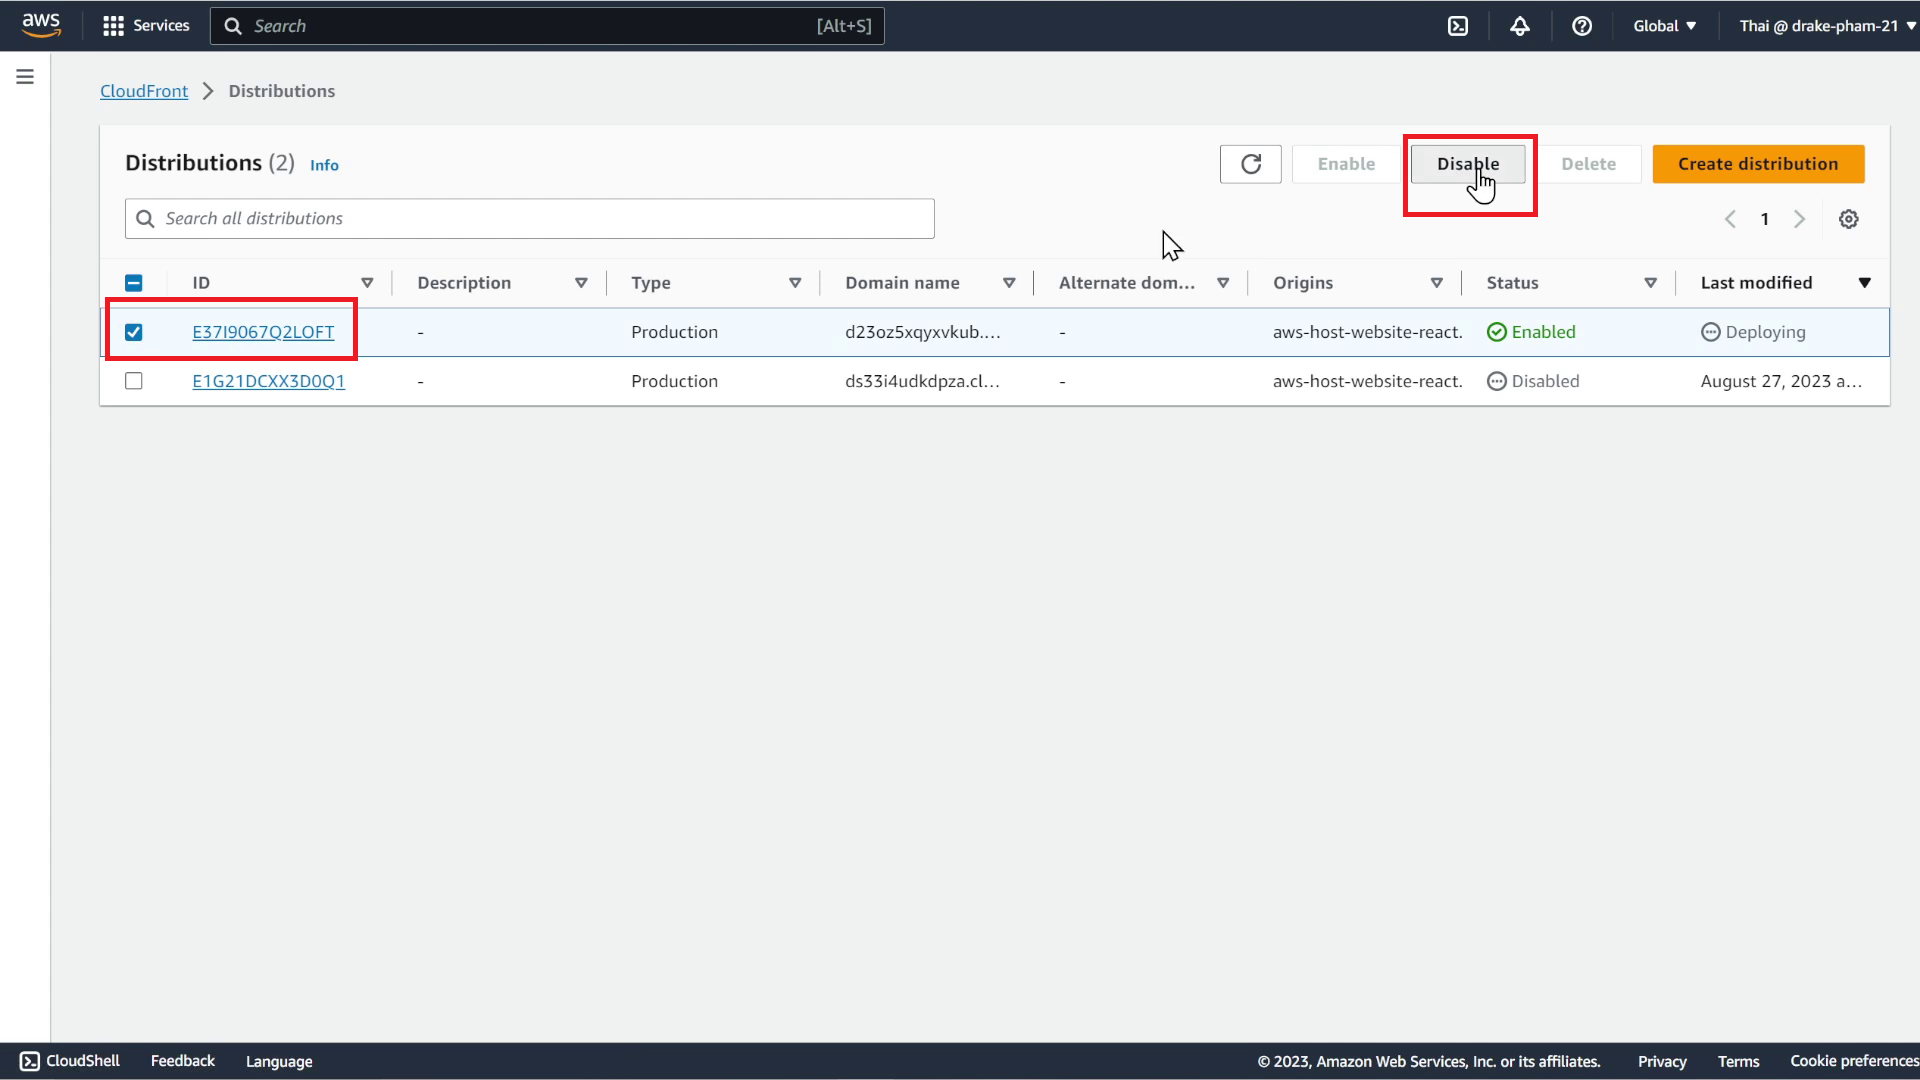 aws
Services
Search
[Alt+S]
Global
Thai @ drake-pham-21
CloudFront
Distributions
Distributions (2)
Info
Enable
Disable
Delete
Create distribution
Search all distributions
1
ID
Description
Type
Domain name
Alternate dom...
Origins
Status
Last modified
E37I9067Q2LOFT
-
Production
d23oz5xqyxvkub....
-
aws-host-website-react.
Enabled
Deploying
E1G21DCXX3D0Q1
-
Production
ds33i4udkdpza.cl...
-
aws-host-website-react.
Disabled
August 27, 2023 a...
CloudShell
Feedback
Language
© 2023, Amazon Web Services, Inc. or its affiliates.
Privacy
Terms
Cookie preferences